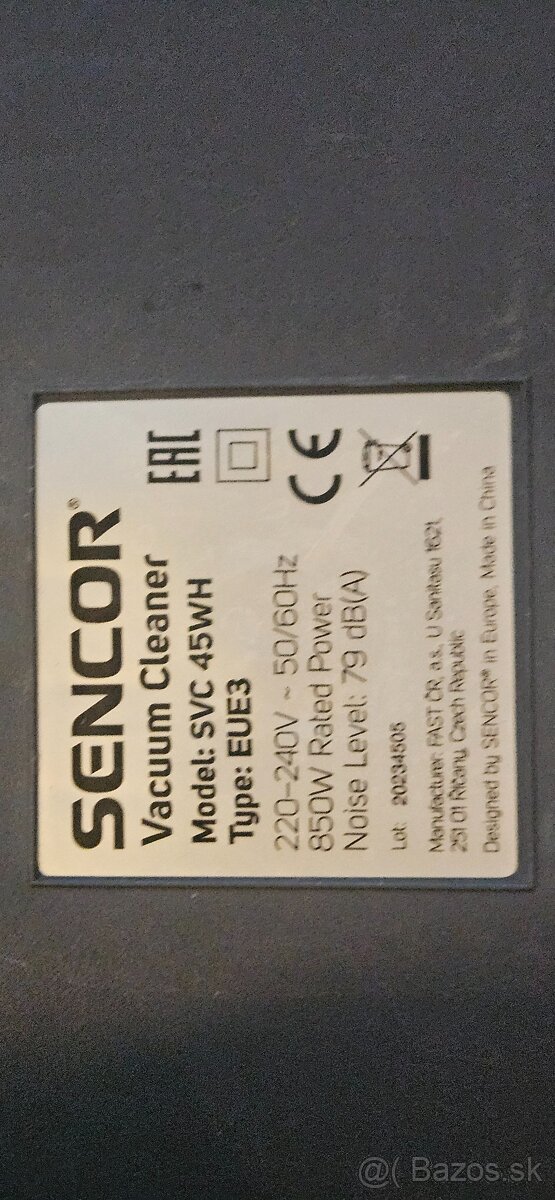 SENCOR®
Vacuum Cleaner
Model: SVC 45WH
Type: EUE3
220-240V ~ 50/60Hz
850W Rated Power
Noise Level: 79 dB(A)
Lot: 20234505
Manufacturer: FAST ČR, a.s., U Sanitasu 1621,
251 01 Říčany, Czech Republic
Designed by SENCOR® in Europe, Made in China
EAC
CE
@( Bazos.sk